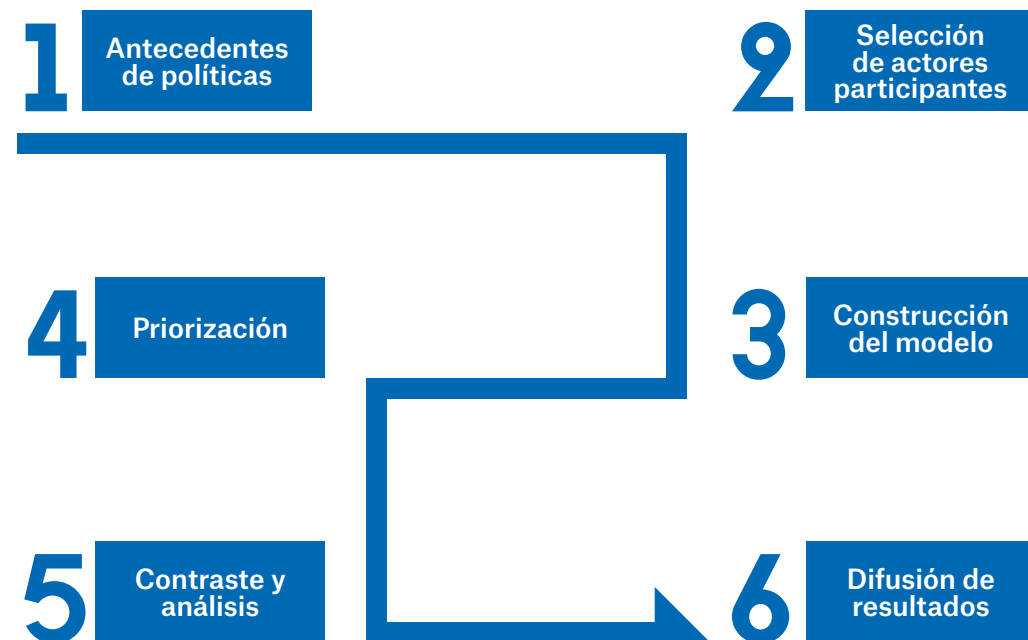 1
Antecedentes
de políticas
2
Selección
de actores
participantes
3
Construcción
del modelo
4
Priorización
5
Contraste y
análisis
6
Difusión de
resultados